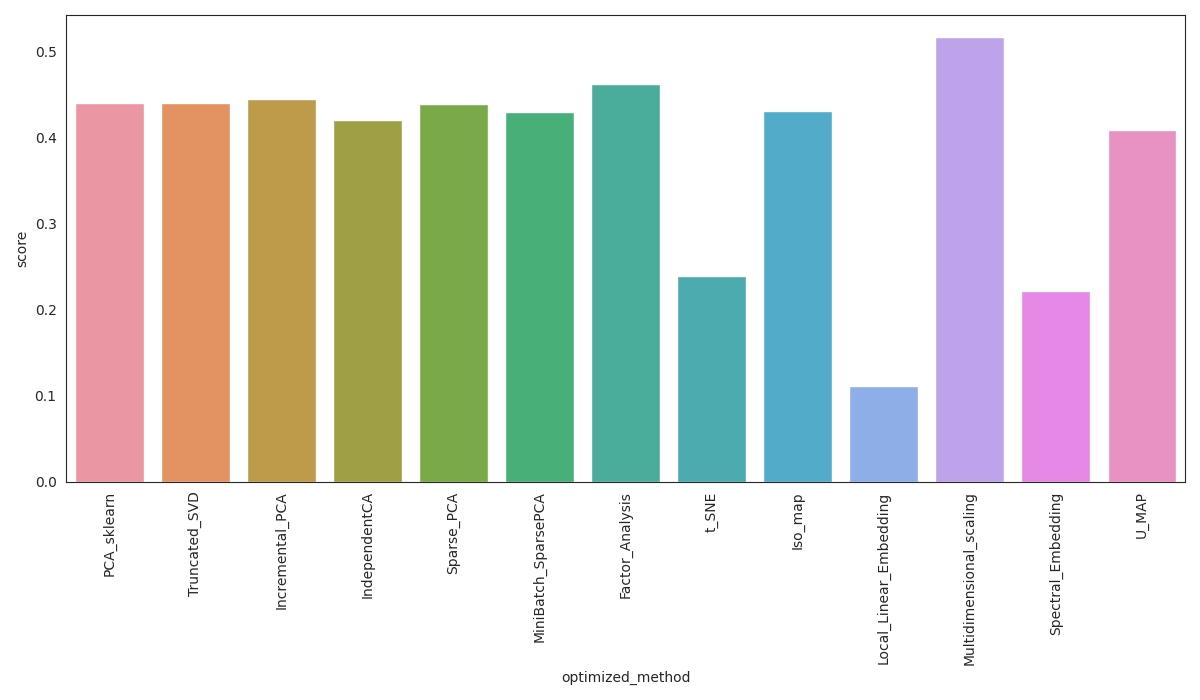 score
0.5
0.4
0.3
0.2
0.1
0.0
PCA_sklearn
Truncated_SVD
Incremental_PCA
IndependentCA
Sparse_PCA
MiniBatch_SparsePCA
Factor_Analysis
t_SNE
Iso_map
Local_Linear_Embedding
Multidimensional_scaling
Spectral_Embedding
U_MAP
optimized_method